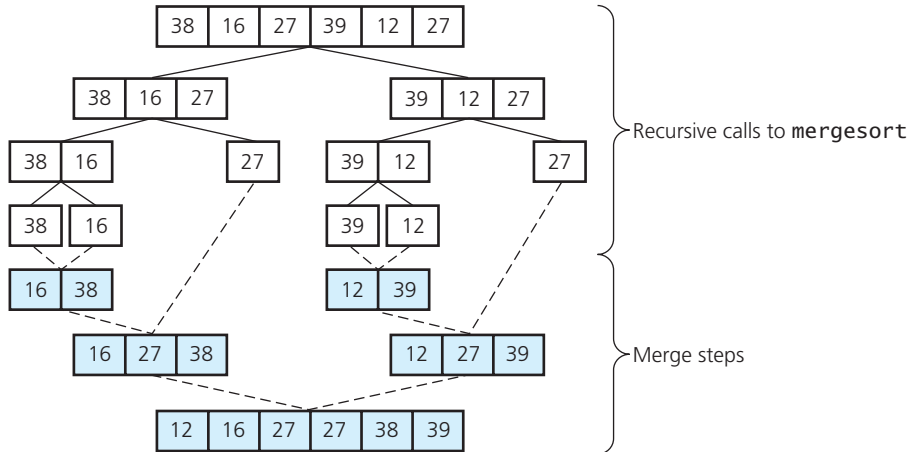 38 16 27 39 12 27
38 16 27 39 12 27
Recursive calls to mergesort
38 16 27 39 12 27
38 16 39 12
16 38 12 39
16 27 38 12 27 39
Merge steps
12 16 27 27 38 39